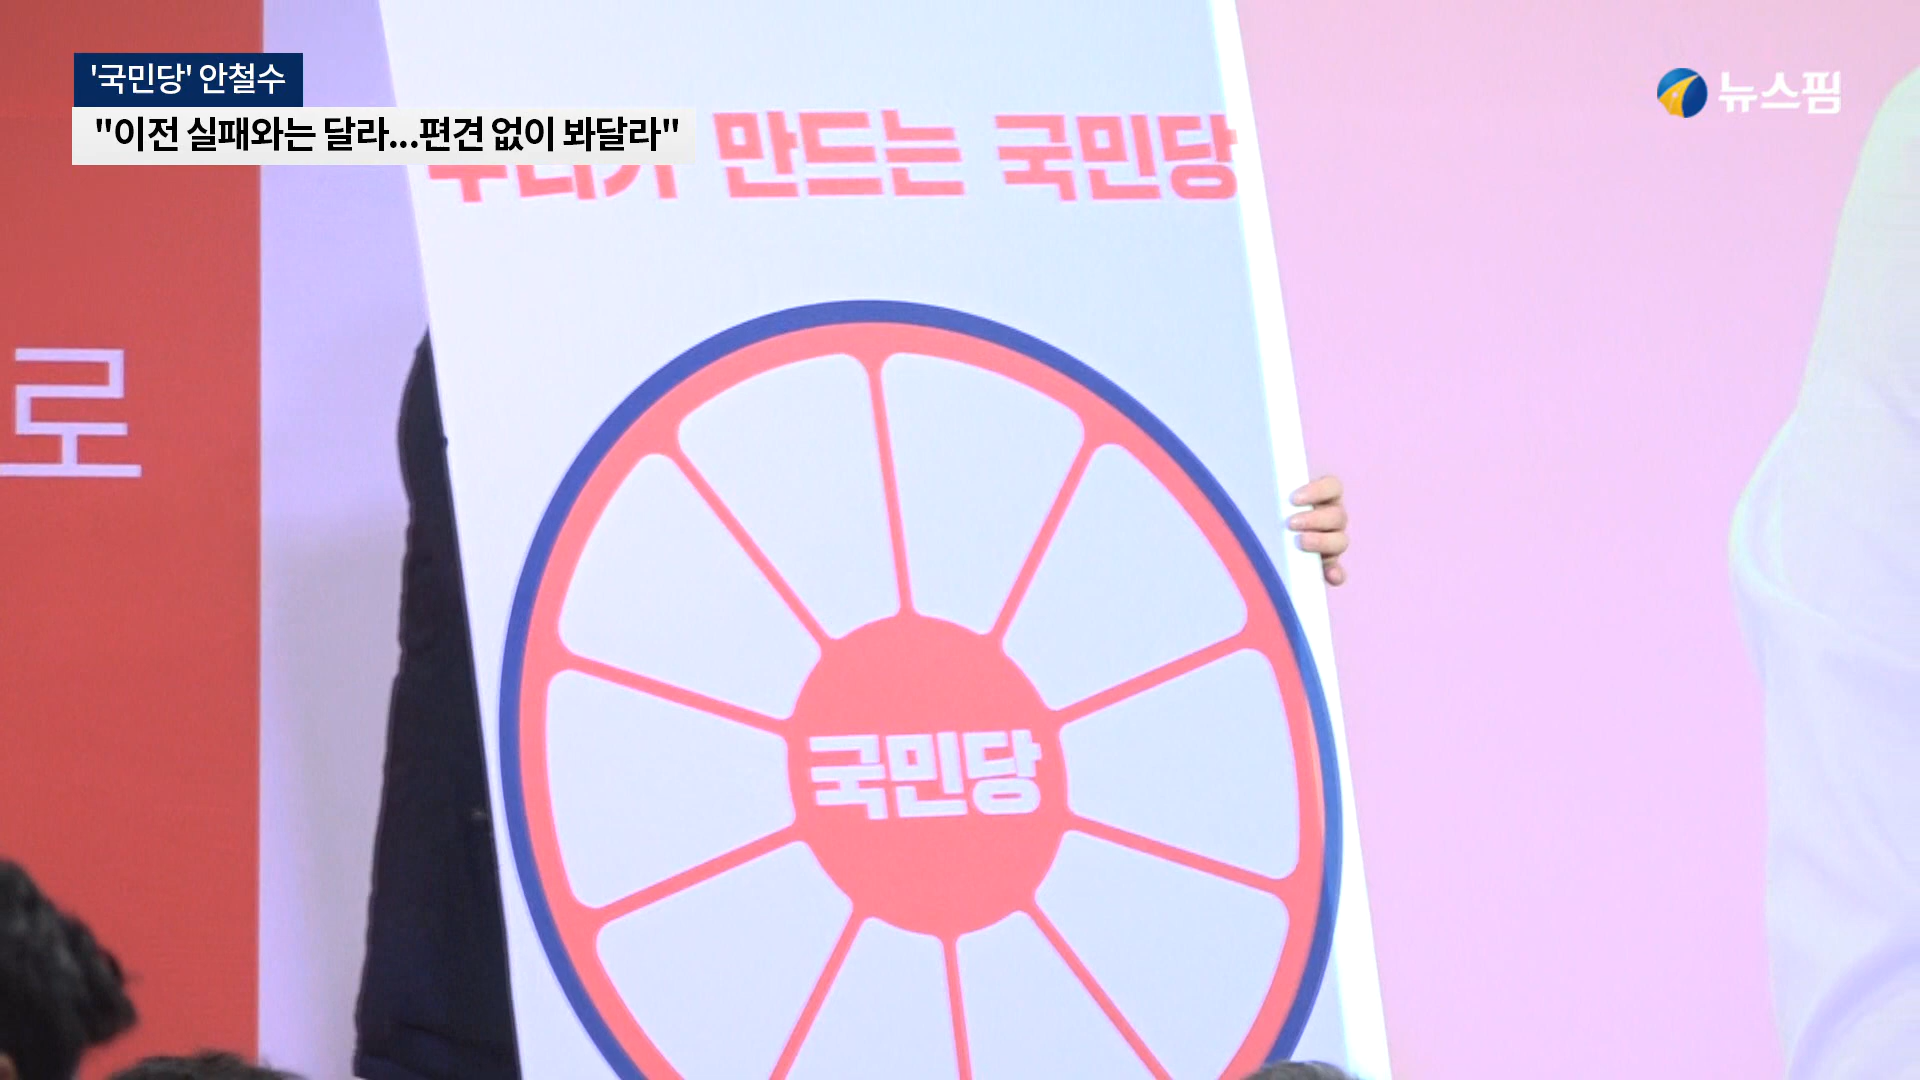 '국민당' 안철수
"이전 실패와는 달라...편견 없이 봐달라"
뉴스핌
만드는 국민당
로
국민당